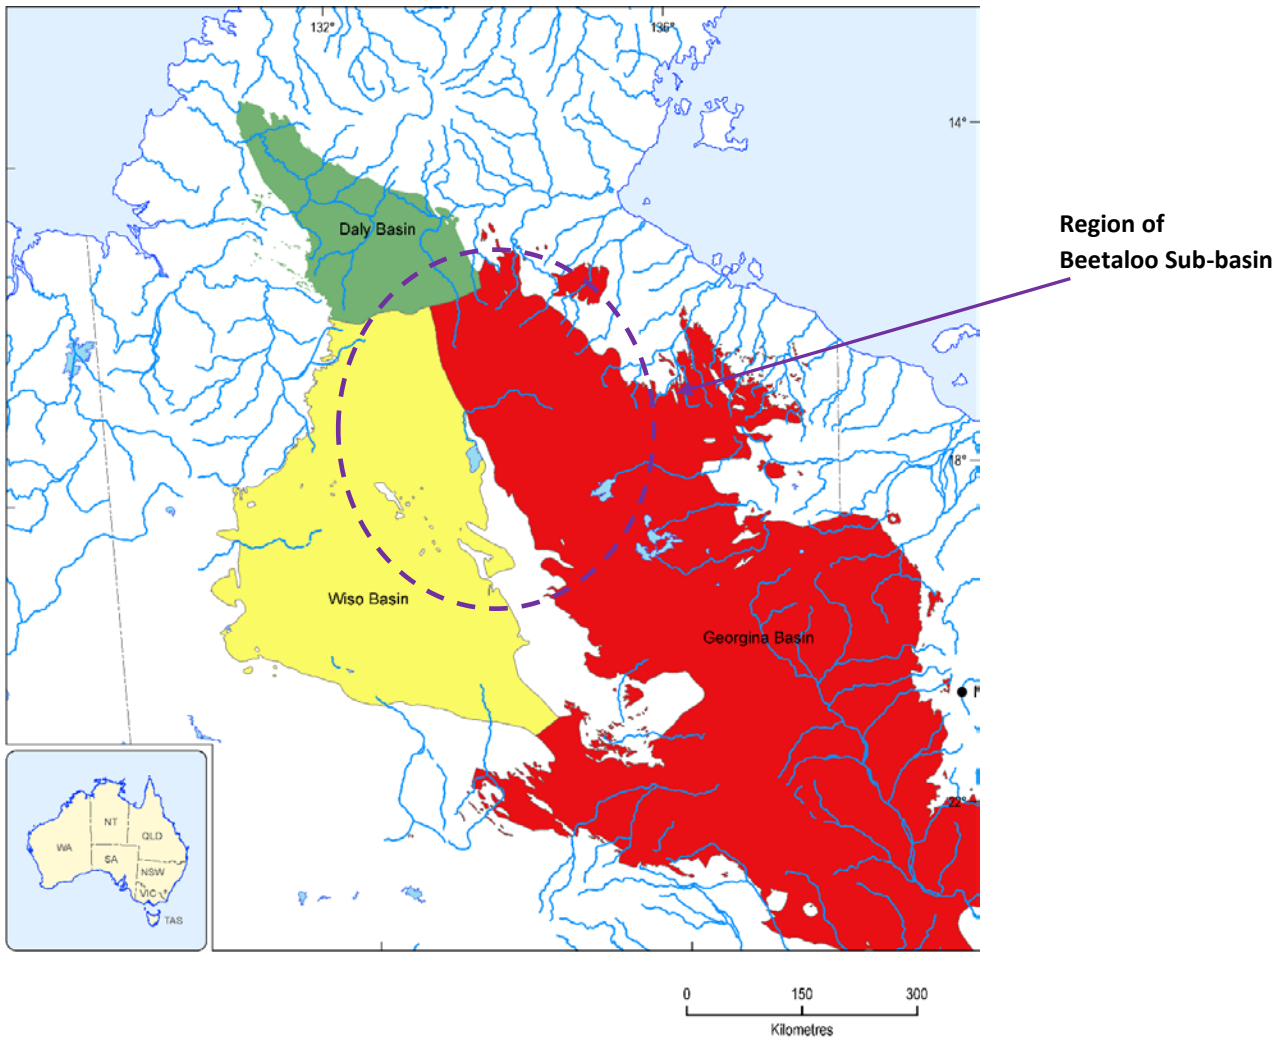 132°
136°
14°
Region of
Beetaloo Sub-basin
Daly Basin
18°
Wiso Basin
Georgina Basin
22°
NT
QLD
WA
SA
NSW
VIC
TAS
0 150 300
Kilometres